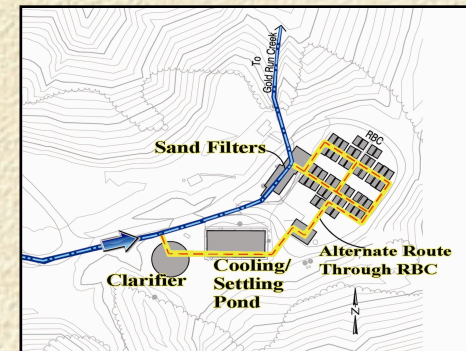 To
Gold Run Creek
RBC
Sand Filters
Alternate Route
Through RBC
Clarifier
Cooling/
Settling
Pond
N